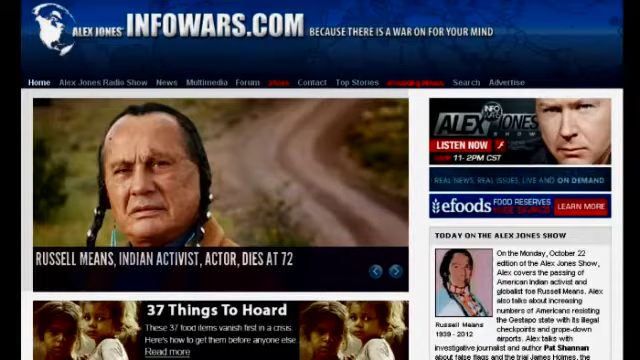 ALEX JONES' INFOWARS.COM BECAUSE THERE IS A WAR ON FOR YOUR MIND
Home Alex Jones Radio Show News Multimedia Forum Store Contact Top Stories Breaking News Search Advertise
RUSSELL MEANS, INDIAN ACTIVIST, ACTOR, DIES AT 72
37 Things To Hoard
These 37 food items vanish first in a crisis
Here's how to get them before anyone else
Read more
INFO
ALEX JONES
SHOW
LISTEN NOW
11-2PM CST
REAL NEWS, REAL ISSUES, LIVE AND ON DEMAND
efoods FOOD RESERVES
HUGE SAVINGS
LEARN MORE
TODAY ON THE ALEX JONES SHOW
On the Monday, October 22
edition of the Alex Jones Show,
Alex covers the passing of
American Indian activist and
globalist foe Russell Means. Alex
also talks about increasing
numbers of Americans resisting
the Gestapo state with its illegal
checkpoints and grope-down
airports. Alex talks with
investigative journalist and author Pat Shannan
about false flags and the trial James Holmes, the
Russell Means
1939 - 2012